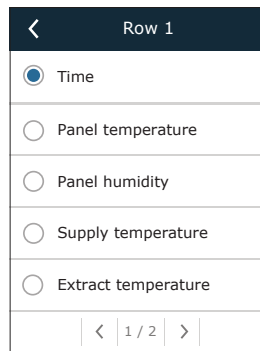 Row 1
Time
Panel temperature
Panel humidity
Supply temperature
Extract temperature
1 / 2